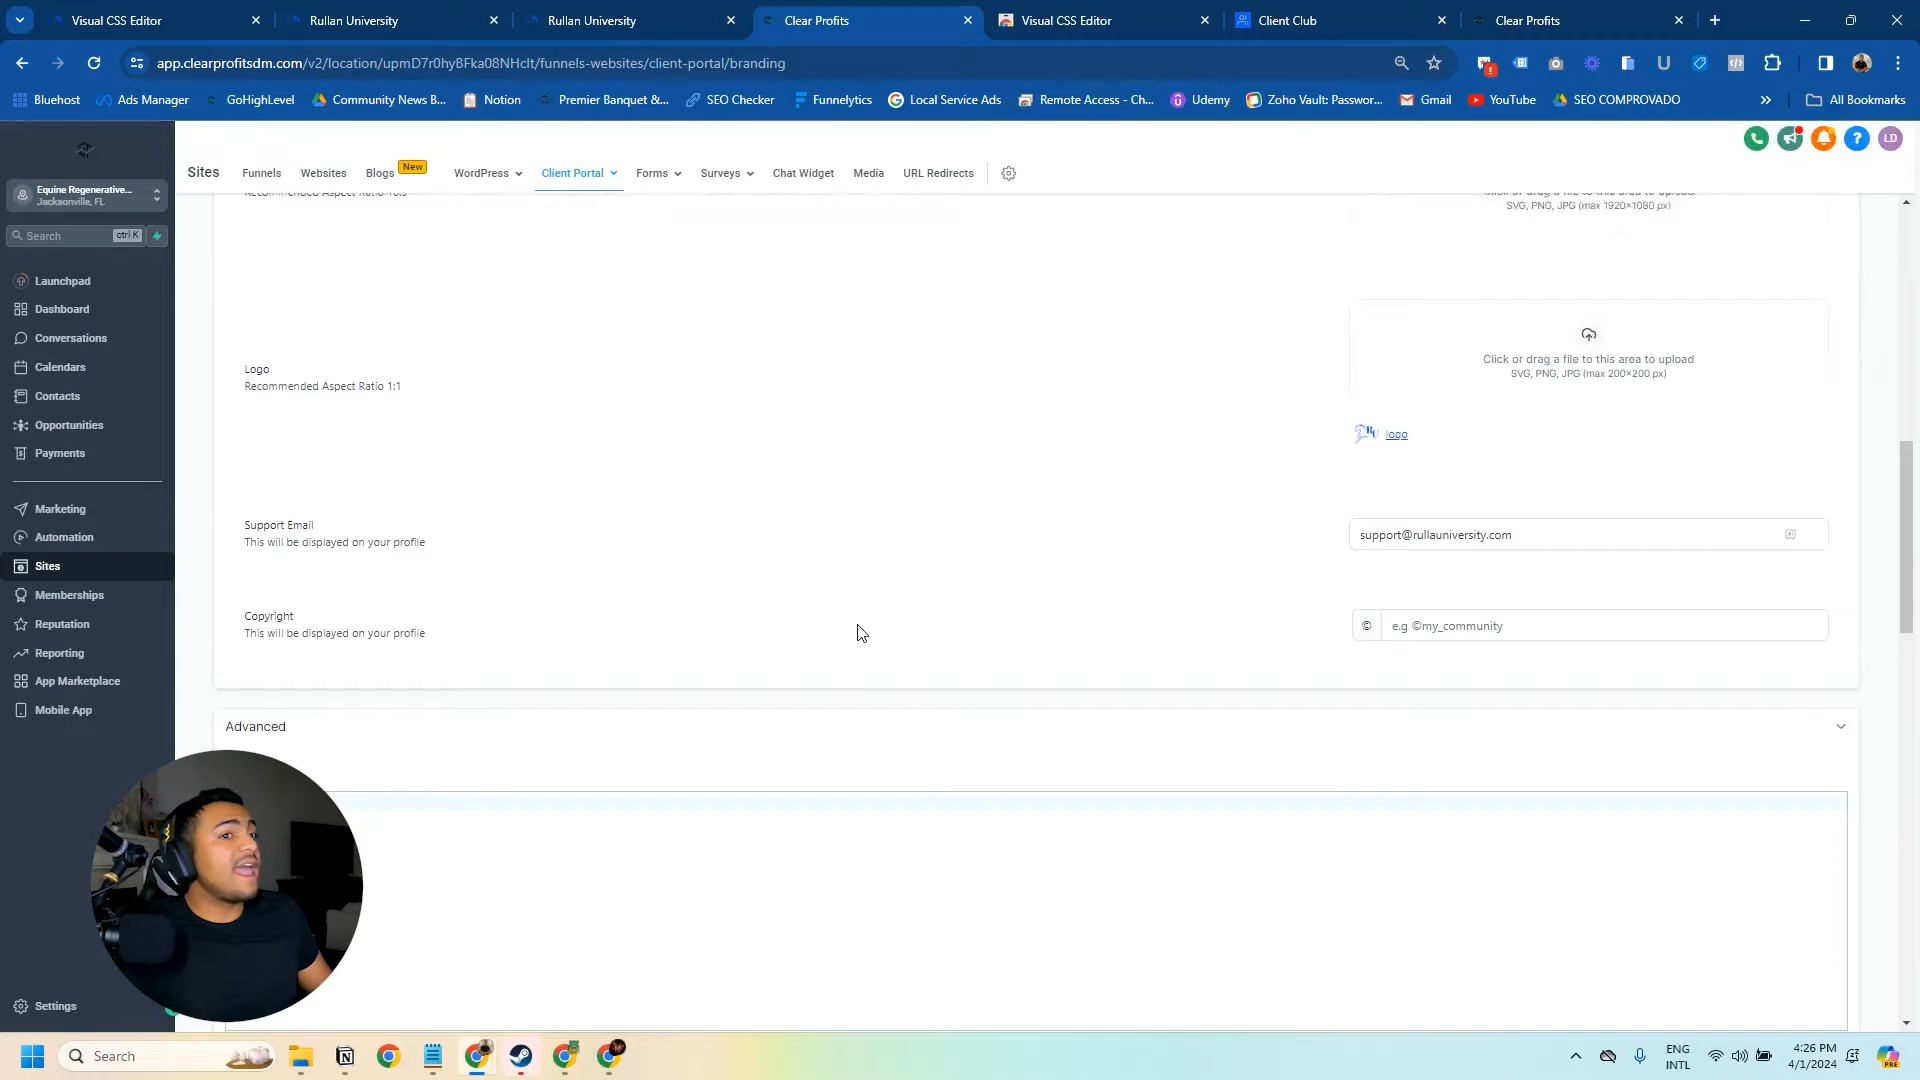 Visual CSS Editor
Rullan University
Rullan University
Clear Profits
Visual CSS Editor
Client Club
Clear Profits
app.clearprofitsdm.com/v2/location/upmD7r0hyBFka08NHclt/funnels-websites/client-portal/branding
Bluehost
Ads Manager
GoHighLevel
Community News B...
Notion
Premier Banquet &...
SEO Checker
Funnelytics
Local Service Ads
Remote Access - Ch...
Udemy
Zoho Vault: Passwor...
Gmail
YouTube
SEO COMPROVADO
All Bookmarks
LD
Equine Regenerative...
Jacksonville, FL
Search
ctrl K
Launchpad
Dashboard
Conversations
Calendars
Contacts
Opportunities
Payments
Marketing
Automation
Sites
Memberships
Reputation
Reporting
App Marketplace
Mobile App
Settings
Sites
Funnels
Websites
Blogs
New
WordPress
Client Portal
Forms
Surveys
Chat Widget
Media
URL Redirects
SVG, PNG, JPG (max 1920×1080 px)
Logo
Recommended Aspect Ratio 1:1
Click or drag a file to this area to upload
SVG, PNG, JPG (max 200×200 px)
RU
logo
Support Email
This will be displayed on your profile
support@rullauniversity.com
Copyright
This will be displayed on your profile
©
e.g ©my_community
Advanced
Search
ENG
INTL
4:26 PM
4/1/2024
PRE